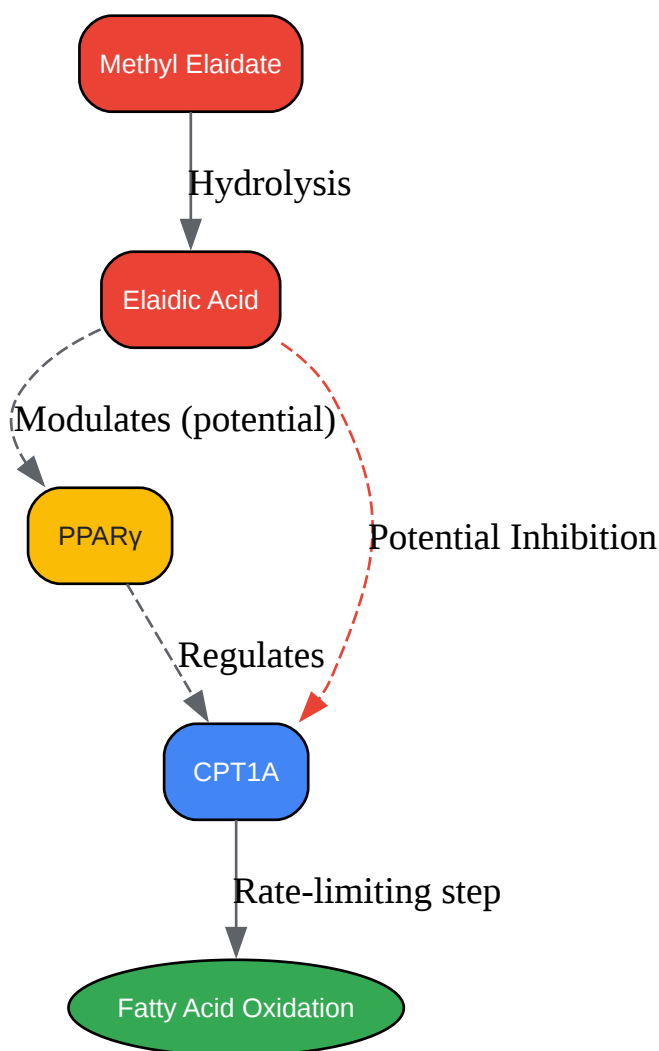 Methyl Elaidate
Hydrolysis
Elaidic Acid
Modulates (potential)
PPARγ
Potential Inhibition
Regulates
CPT1A
Rate-limiting step
Fatty Acid Oxidation